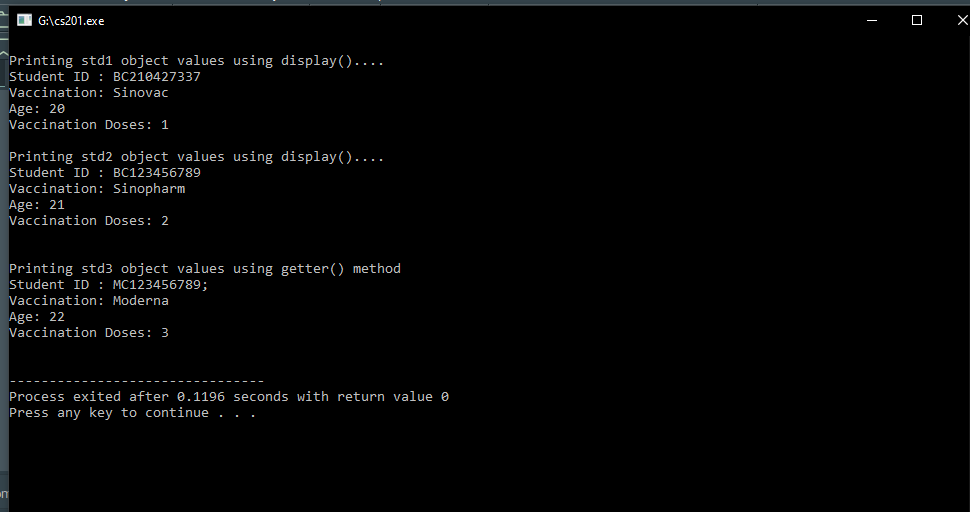 G:\cs201.exe
Printing std1 object values using display()....
Student ID : BC210427337
Vaccination: Sinovac
Age: 20
Vaccination Doses: 1
Printing std2 object values using display()....
Student ID : BC123456789
Vaccination: Sinopharm
Age: 21
Vaccination Doses: 2
Printing std3 object values using getter() method
Student ID : MC123456789;
Vaccination: Moderna
Age: 22
Vaccination Doses: 3
--------------------------------
Process exited after 0.1196 seconds with return value 0
Press any key to continue . . .